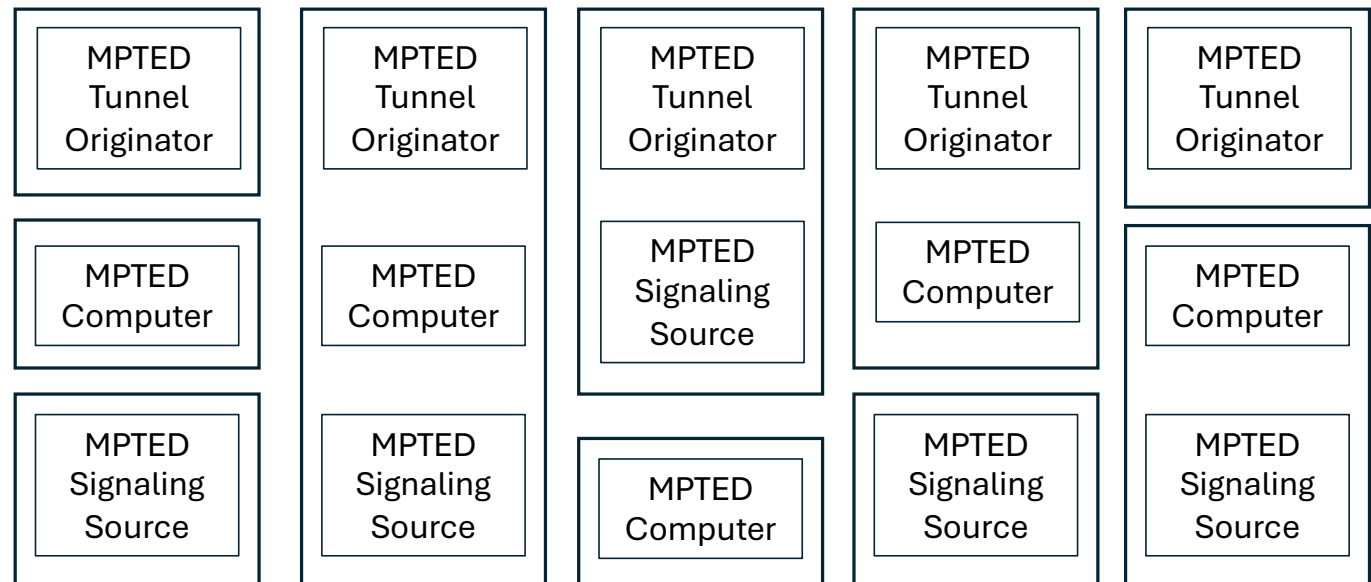 MPTED
Tunnel
Originator
MPTED
Computer
MPTED
Signaling
Source
MPTED
Tunnel
Originator
MPTED
Computer
MPTED
Signaling
Source
MPTED
Tunnel
Originator
MPTED
Signaling
Source
MPTED
Computer
MPTED
Tunnel
Originator
MPTED
Computer
MPTED
Signaling
Source
MPTED
Tunnel
Originator
MPTED
Computer
MPTED
Signaling
Source